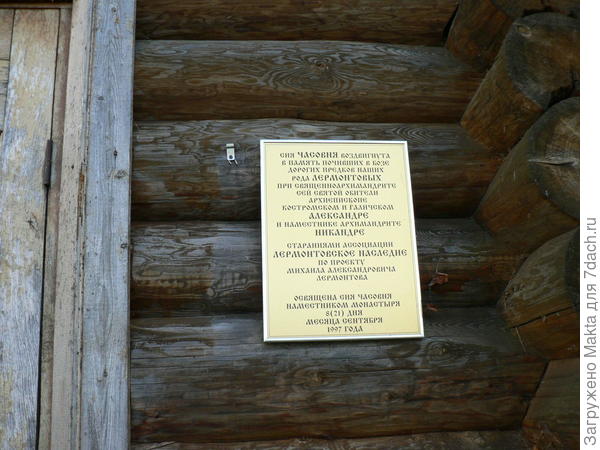 СИЯ ЧАСОВНЯ ВОЗДВИГНУТА
В ПАМЯТЬ ПОЧИВШИХ В БОЗЕ
ДОРОГИХ ПРЕДКОВ НАШИХ
РОДА ЛЕРМОНТОВЫХ
ПРИ СВЯЩЕННОАРХИМАНДРИТЕ
СЕЙ СВЯТОЙ ОБИТЕЛИ
АРХИЕПИСКОПЕ
КОСТРОМСКОМ И ГАЛИЧСКОМ
АЛЕКСАНДРЕ
И НАМЕСТНИКЕ АРХИМАНДРИТЕ
НИКАНДРЕ
СТАРАНИЯМИ АССОЦИАЦИИ
ЛЕРМОНТОВСКОЕ НАСЛЕДИЕ
ПО ПРОЕКТУ
МИХАИЛА АЛЕКСАНДРОВИЧА
ЛЕРМОНТОВА
ОСВЯЩЕНА СИЯ ЧАСОВНЯ
НАМЕСТНИКОМ МОНАСТЫРЯ
8(21) ДНЯ
МЕСЯЦА СЕНТЯБРЯ
1997 ГОДА
Загружено Makta для 7dach.ru